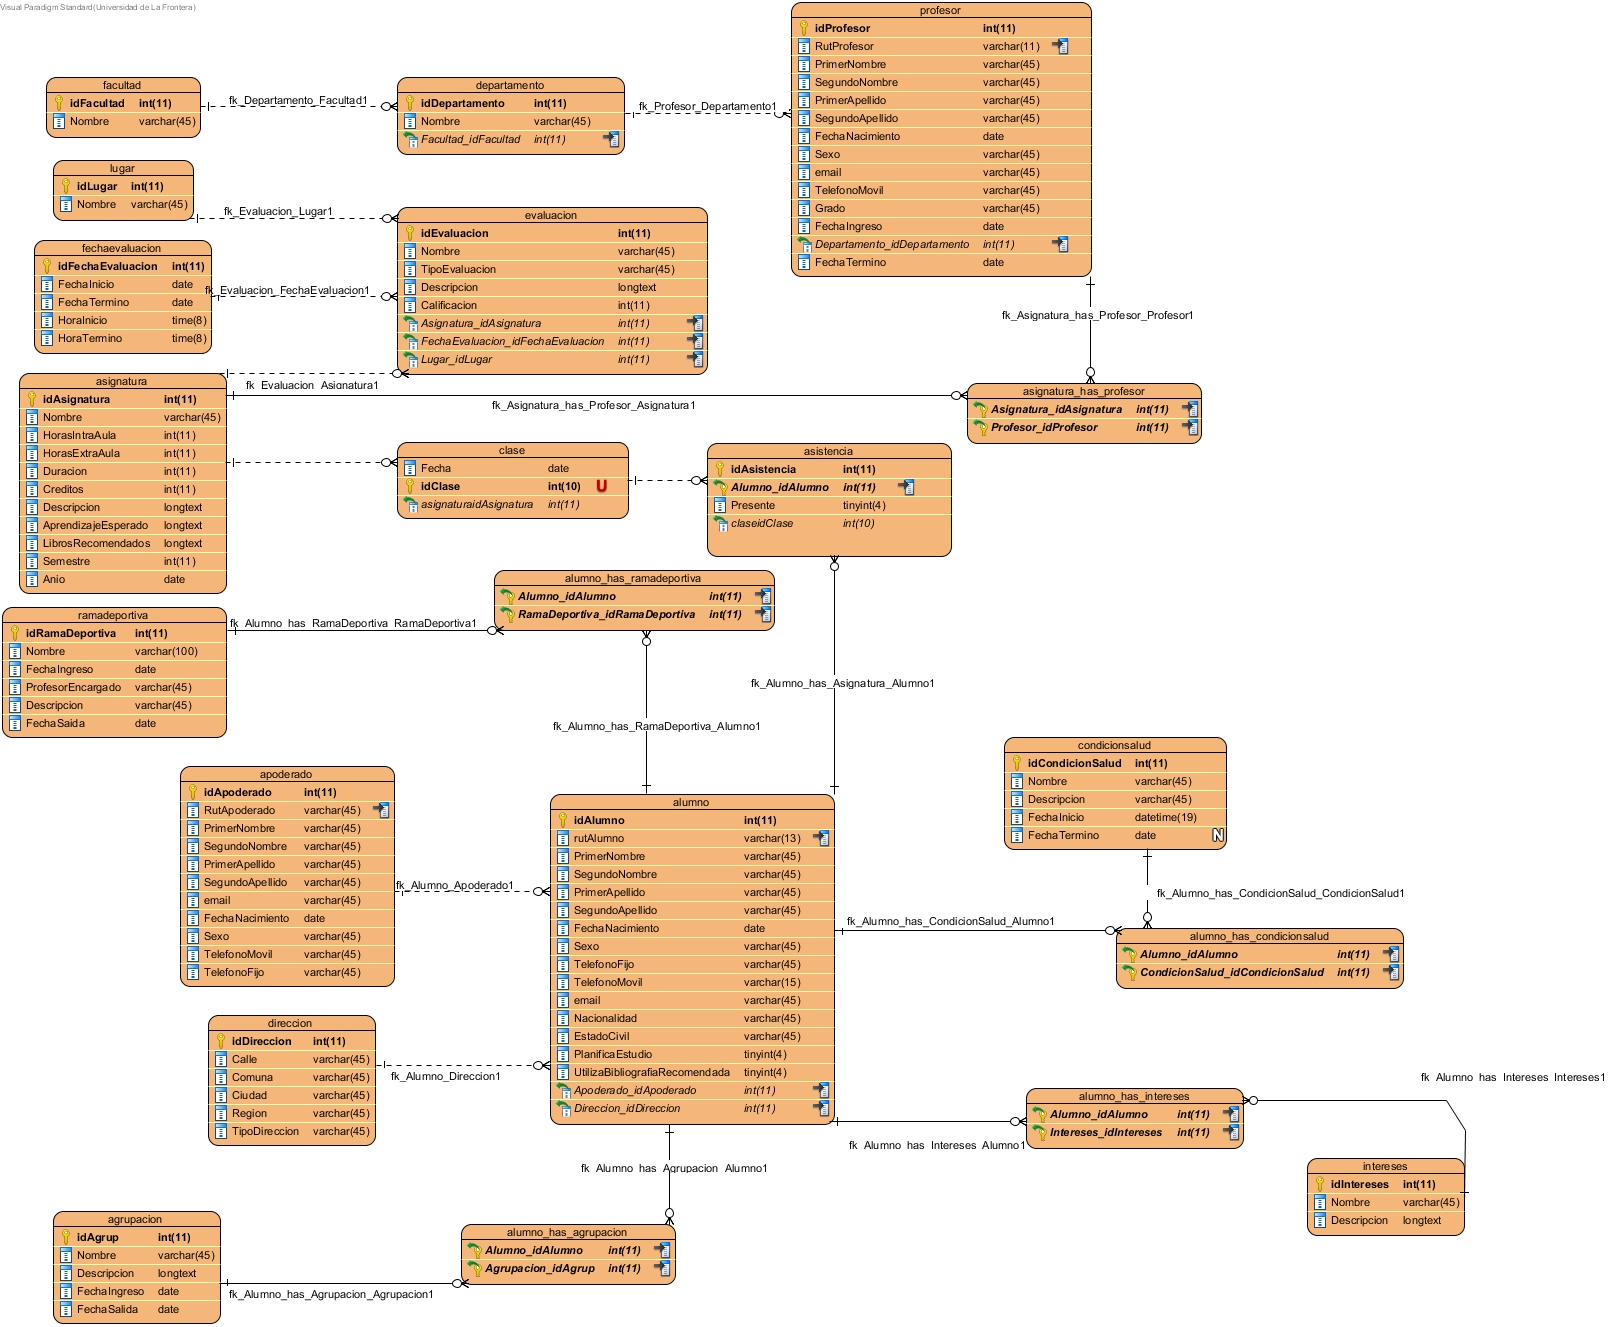 Visual Paradigm Standard(Universidad de La Frontera)
profesor
idProfesor int(11)
RutProfesor varchar(11)
PrimerNombre varchar(45)
SegundoNombre varchar(45)
PrimerApellido varchar(45)
SegundoApellido varchar(45)
FechaNacimiento date
Sexo varchar(45)
email varchar(45)
TelefonoMovil varchar(45)
Grado varchar(45)
FechaIngreso date
Departamento_idDepartamento int(11)
FechaTermino date
facultad
idFacultad int(11)
Nombre varchar(45)
fk_Departamento_Facultad1
departamento
idDepartamento int(11)
Nombre varchar(45)
Facultad_idFacultad int(11)
fk_Profesor_Departamento1
lugar
idLugar int(11)
Nombre varchar(45)
fk_Evaluacion_Lugar1
evaluacion
idEvaluacion int(11)
Nombre varchar(45)
TipoEvaluacion varchar(45)
Descripcion longtext
Calificacion int(11)
Asignatura_idAsignatura int(11)
FechaEvaluacion_idFechaEvaluacion int(11)
Lugar_idLugar int(11)
fechaevaluacion
idFechaEvaluacion int(11)
FechaInicio date
FechaTermino date
HoraInicio time(8)
HoraTermino time(8)
fk_Evaluacion_FechaEvaluacion1
fk_Asignatura_has_Profesor_Profesor1
asignatura
idAsignatura int(11)
Nombre varchar(45)
HorasIntraAula int(11)
HorasExtraAula int(11)
Duracion int(11)
Creditos int(11)
Descripcion longtext
AprendizajeEsperado longtext
LibrosRecomendados longtext
Semestre int(11)
Anio date
fk_Evaluacion_Asignatura1
fk_Asignatura_has_Profesor_Asignatura1
asignatura_has_profesor
Asignatura_idAsignatura int(11)
Profesor_idProfesor int(11)
clase
Fecha date
idClase int(10) U
asignaturaidAsignatura int(11)
asistencia
idAsistencia int(11)
Alumno_idAlumno int(11)
Presente tinyint(4)
claseidClase int(10)
alumno_has_ramadeportiva
Alumno_idAlumno int(11)
RamaDeportiva_idRamaDeportiva int(11)
ramadeportiva
idRamaDeportiva int(11)
Nombre varchar(100)
FechaIngreso date
ProfesorEncargado varchar(45)
Descripcion varchar(45)
FechaSaida date
fk_Alumno_has_RamaDeportiva_RamaDeportiva1
fk_Alumno_has_Asignatura_Alumno1
fk_Alumno_has_RamaDeportiva_Alumno1
condicionsalud
idCondicionSalud int(11)
Nombre varchar(45)
Descripcion varchar(45)
FechaInicio datetime(19)
FechaTermino date N
apoderado
idApoderado int(11)
RutApoderado varchar(45)
PrimerNombre varchar(45)
SegundoNombre varchar(45)
PrimerApellido varchar(45)
SegundoApellido varchar(45)
email varchar(45)
FechaNacimiento date
Sexo varchar(45)
TelefonoMovil varchar(45)
TelefonoFijo varchar(45)
fk_Alumno_Apoderado1
alumno
idAlumno int(11)
rutAlumno varchar(13)
PrimerNombre varchar(45)
SegundoNombre varchar(45)
PrimerApellido varchar(45)
SegundoApellido varchar(45)
FechaNacimiento date
Sexo varchar(45)
TelefonoFijo varchar(45)
TelefonoMovil varchar(15)
email varchar(45)
Nacionalidad varchar(45)
EstadoCivil varchar(45)
PlanificaEstudio tinyint(4)
UtilizaBibliografiaRecomendada tinyint(4)
Apoderado_idApoderado int(11)
Direccion_idDireccion int(11)
fk_Alumno_has_CondicionSalud_CondicionSalud1
fk_Alumno_has_CondicionSalud_Alumno1
alumno_has_condicionsalud
Alumno_idAlumno int(11)
CondicionSalud_idCondicionSalud int(11)
direccion
idDireccion int(11)
Calle varchar(45)
Comuna varchar(45)
Ciudad varchar(45)
Region varchar(45)
TipoDireccion varchar(45)
fk_Alumno_Direccion1
fk_Alumno_has_Intereses_Intereses1
alumno_has_intereses
Alumno_idAlumno int(11)
Intereses_idIntereses int(11)
fk_Alumno_has_Intereses_Alumno1
intereses
idIntereses int(11)
Nombre varchar(45)
Descripcion longtext
fk_Alumno_has_Agrupacion_Alumno1
agrupacion
idAgrup int(11)
Nombre varchar(45)
Descripcion longtext
FechaIngreso date
FechaSalida date
alumno_has_agrupacion
Alumno_idAlumno int(11)
Agrupacion_idAgrup int(11)
fk_Alumno_has_Agrupacion_Agrupacion1